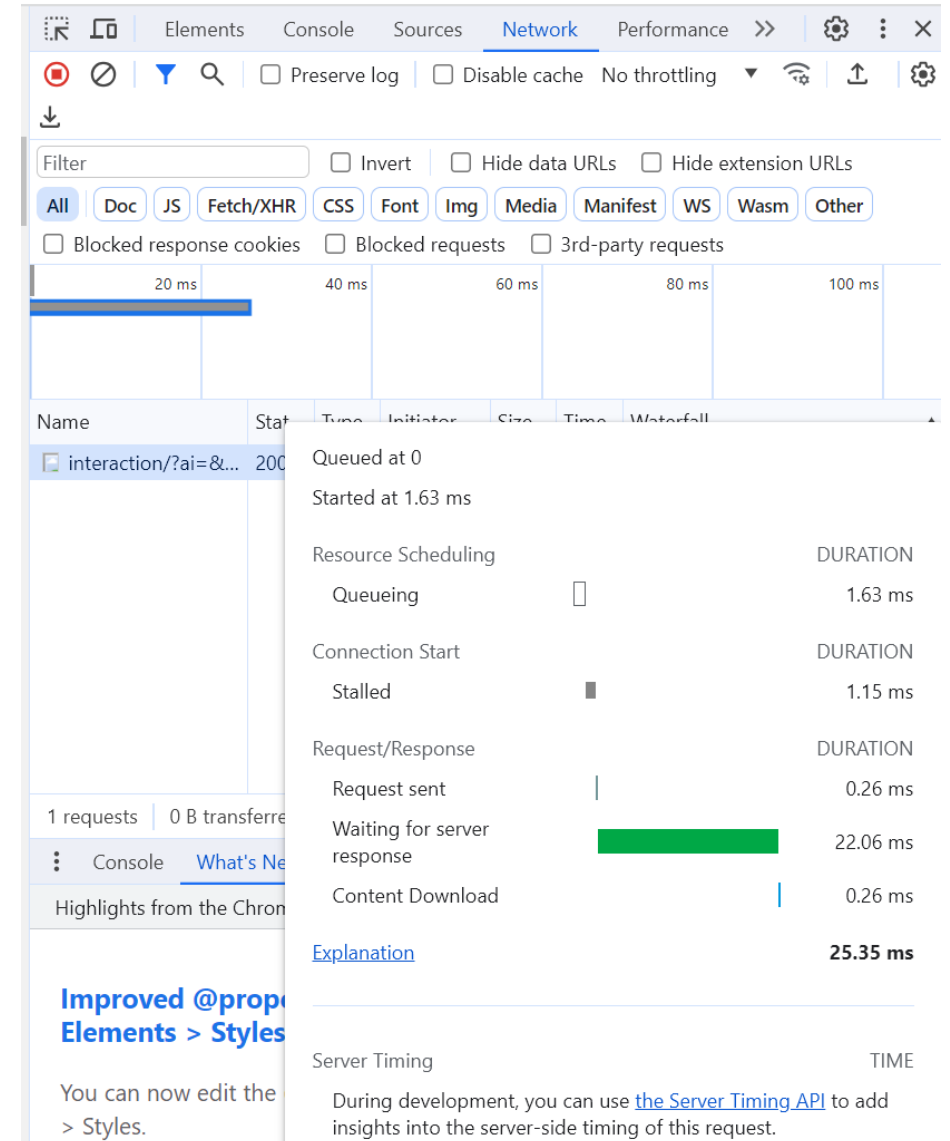 Elements Console Sources Network Performance
Preserve log Disable cache No throttling
Filter Invert Hide data URLs Hide extension URLs
All Doc JS Fetch/XHR CSS Font Img Media Manifest WS Wasm Other
Blocked response cookies Blocked requests 3rd-party requests
20 ms 40 ms 60 ms 80 ms 100 ms
Name Stat Type Initiator Size Time Waterfall
interaction/?ai=&... 200
Queued at 0
Started at 1.63 ms
Resource Scheduling DURATION
Queueing 1.63 ms
Connection Start DURATION
Stalled 1.15 ms
Request/Response DURATION
Request sent 0.26 ms
Waiting for server
response 22.06 ms
Content Download 0.26 ms
Explanation 25.35 ms
Server Timing TIME
During development, you can use the Server Timing API to add
insights into the server-side timing of this request.
1 requests 0 B transferre
Console What's Ne
Highlights from the Chrom
Improved @prope
Elements > Styles
You can now edit the
> Styles.